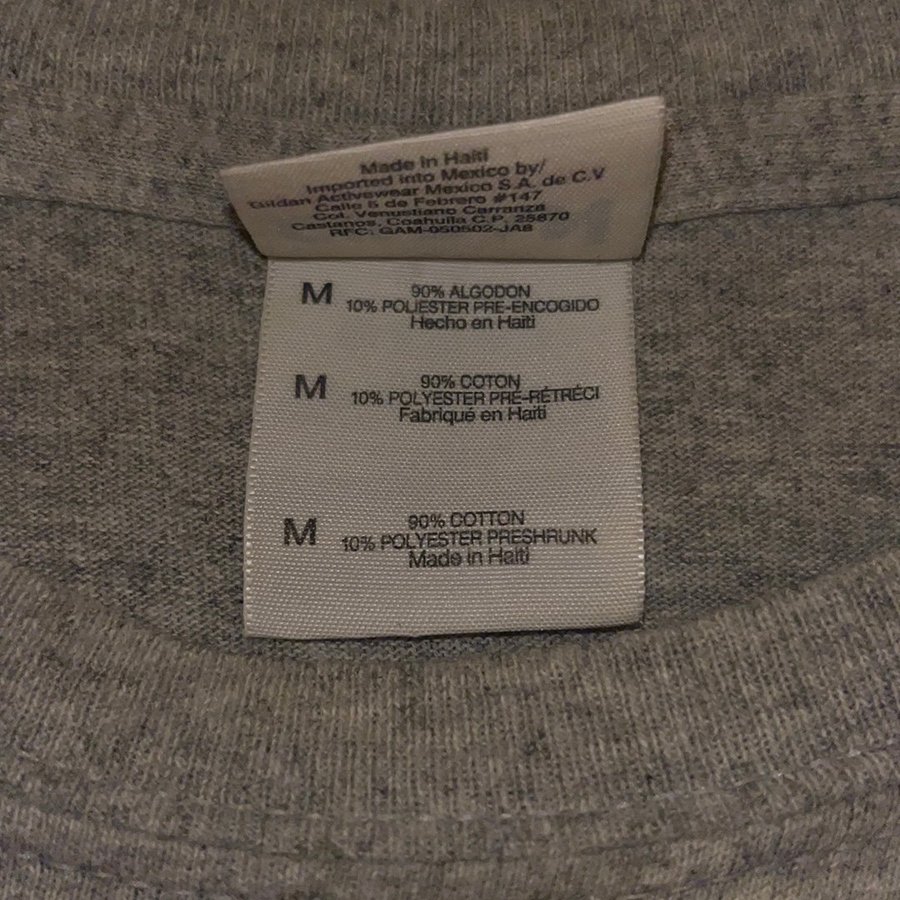 Made in Haiti
Imported into Mexico by/
Gildan Activewear Mexico S.A. de C.V
Calle 5 de Febrero #147
Col. Venustiano Carranza
Castanos, Coahuila C.P. 25870
RFC: GAM-050502-JA8
M 90% ALGODON
10% POLIESTER PRE-ENCOGIDO
Hecho en Haiti
M 90% COTON
10% POLYESTER PRÉ-RÉTRÉCI
Fabriqué en Haiti
M 90% COTTON
10% POLYESTER PRESHRUNK
Made in Haiti